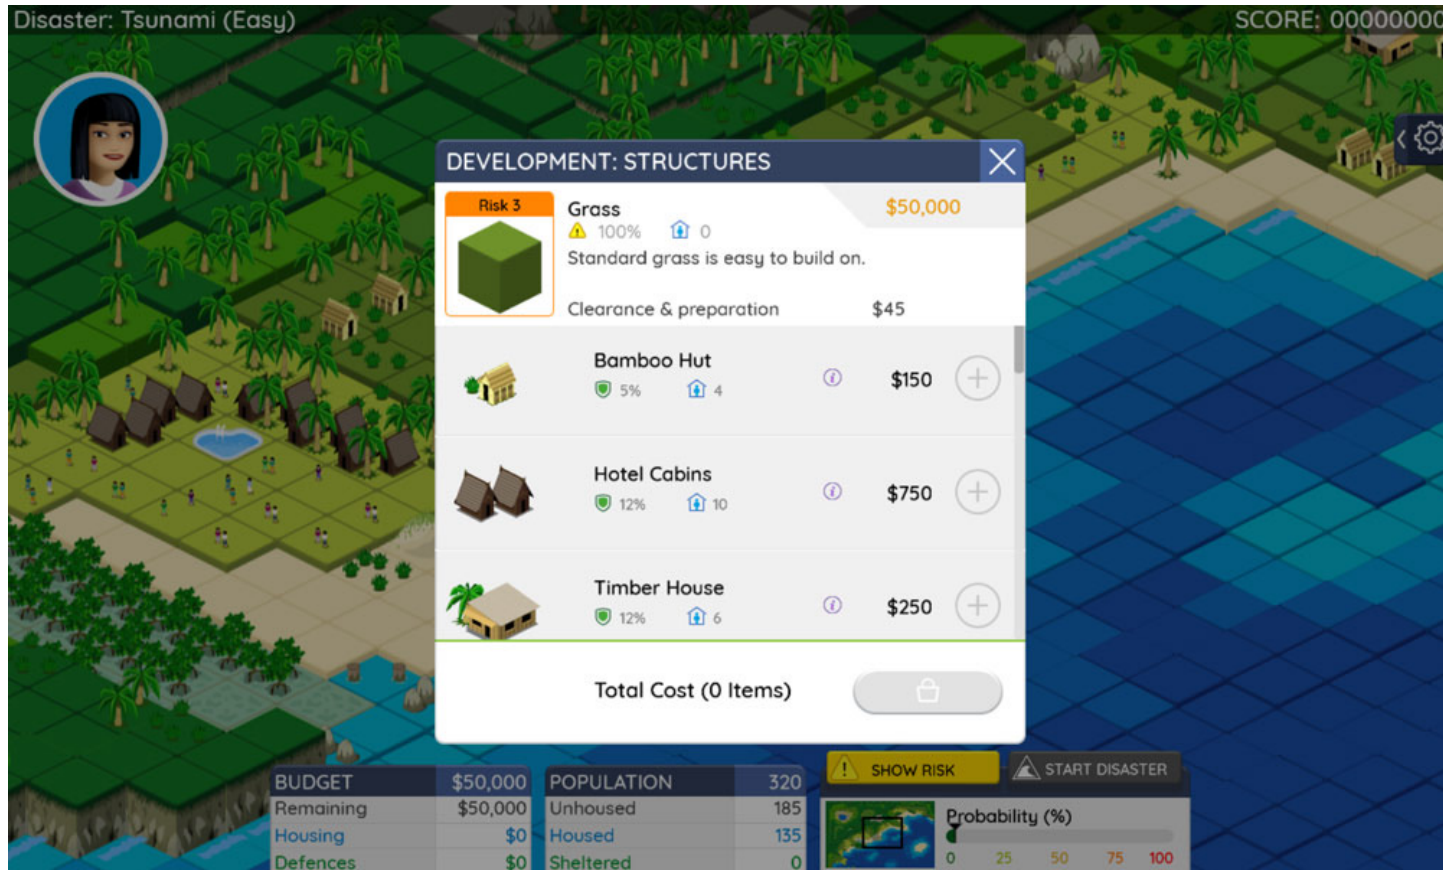 Disaster: Tsunami (Easy)
SCORE: 00000000
DEVELOPMENT: STRUCTURES
Risk 3
Grass
$50,000
100% 0
Standard grass is easy to build on.
Clearance & preparation $45
Bamboo Hut
5% 4
$150
Hotel Cabins
12% 10
$750
Timber House
12% 6
$250
Total Cost (0 Items)
SHOW RISK
START DISASTER
BUDGET $50,000
Remaining $50,000
Housing $0
Defences $0
POPULATION 320
Unhoused 185
Housed 135
Sheltered 0
Probability (%)
0 25 50 75 100